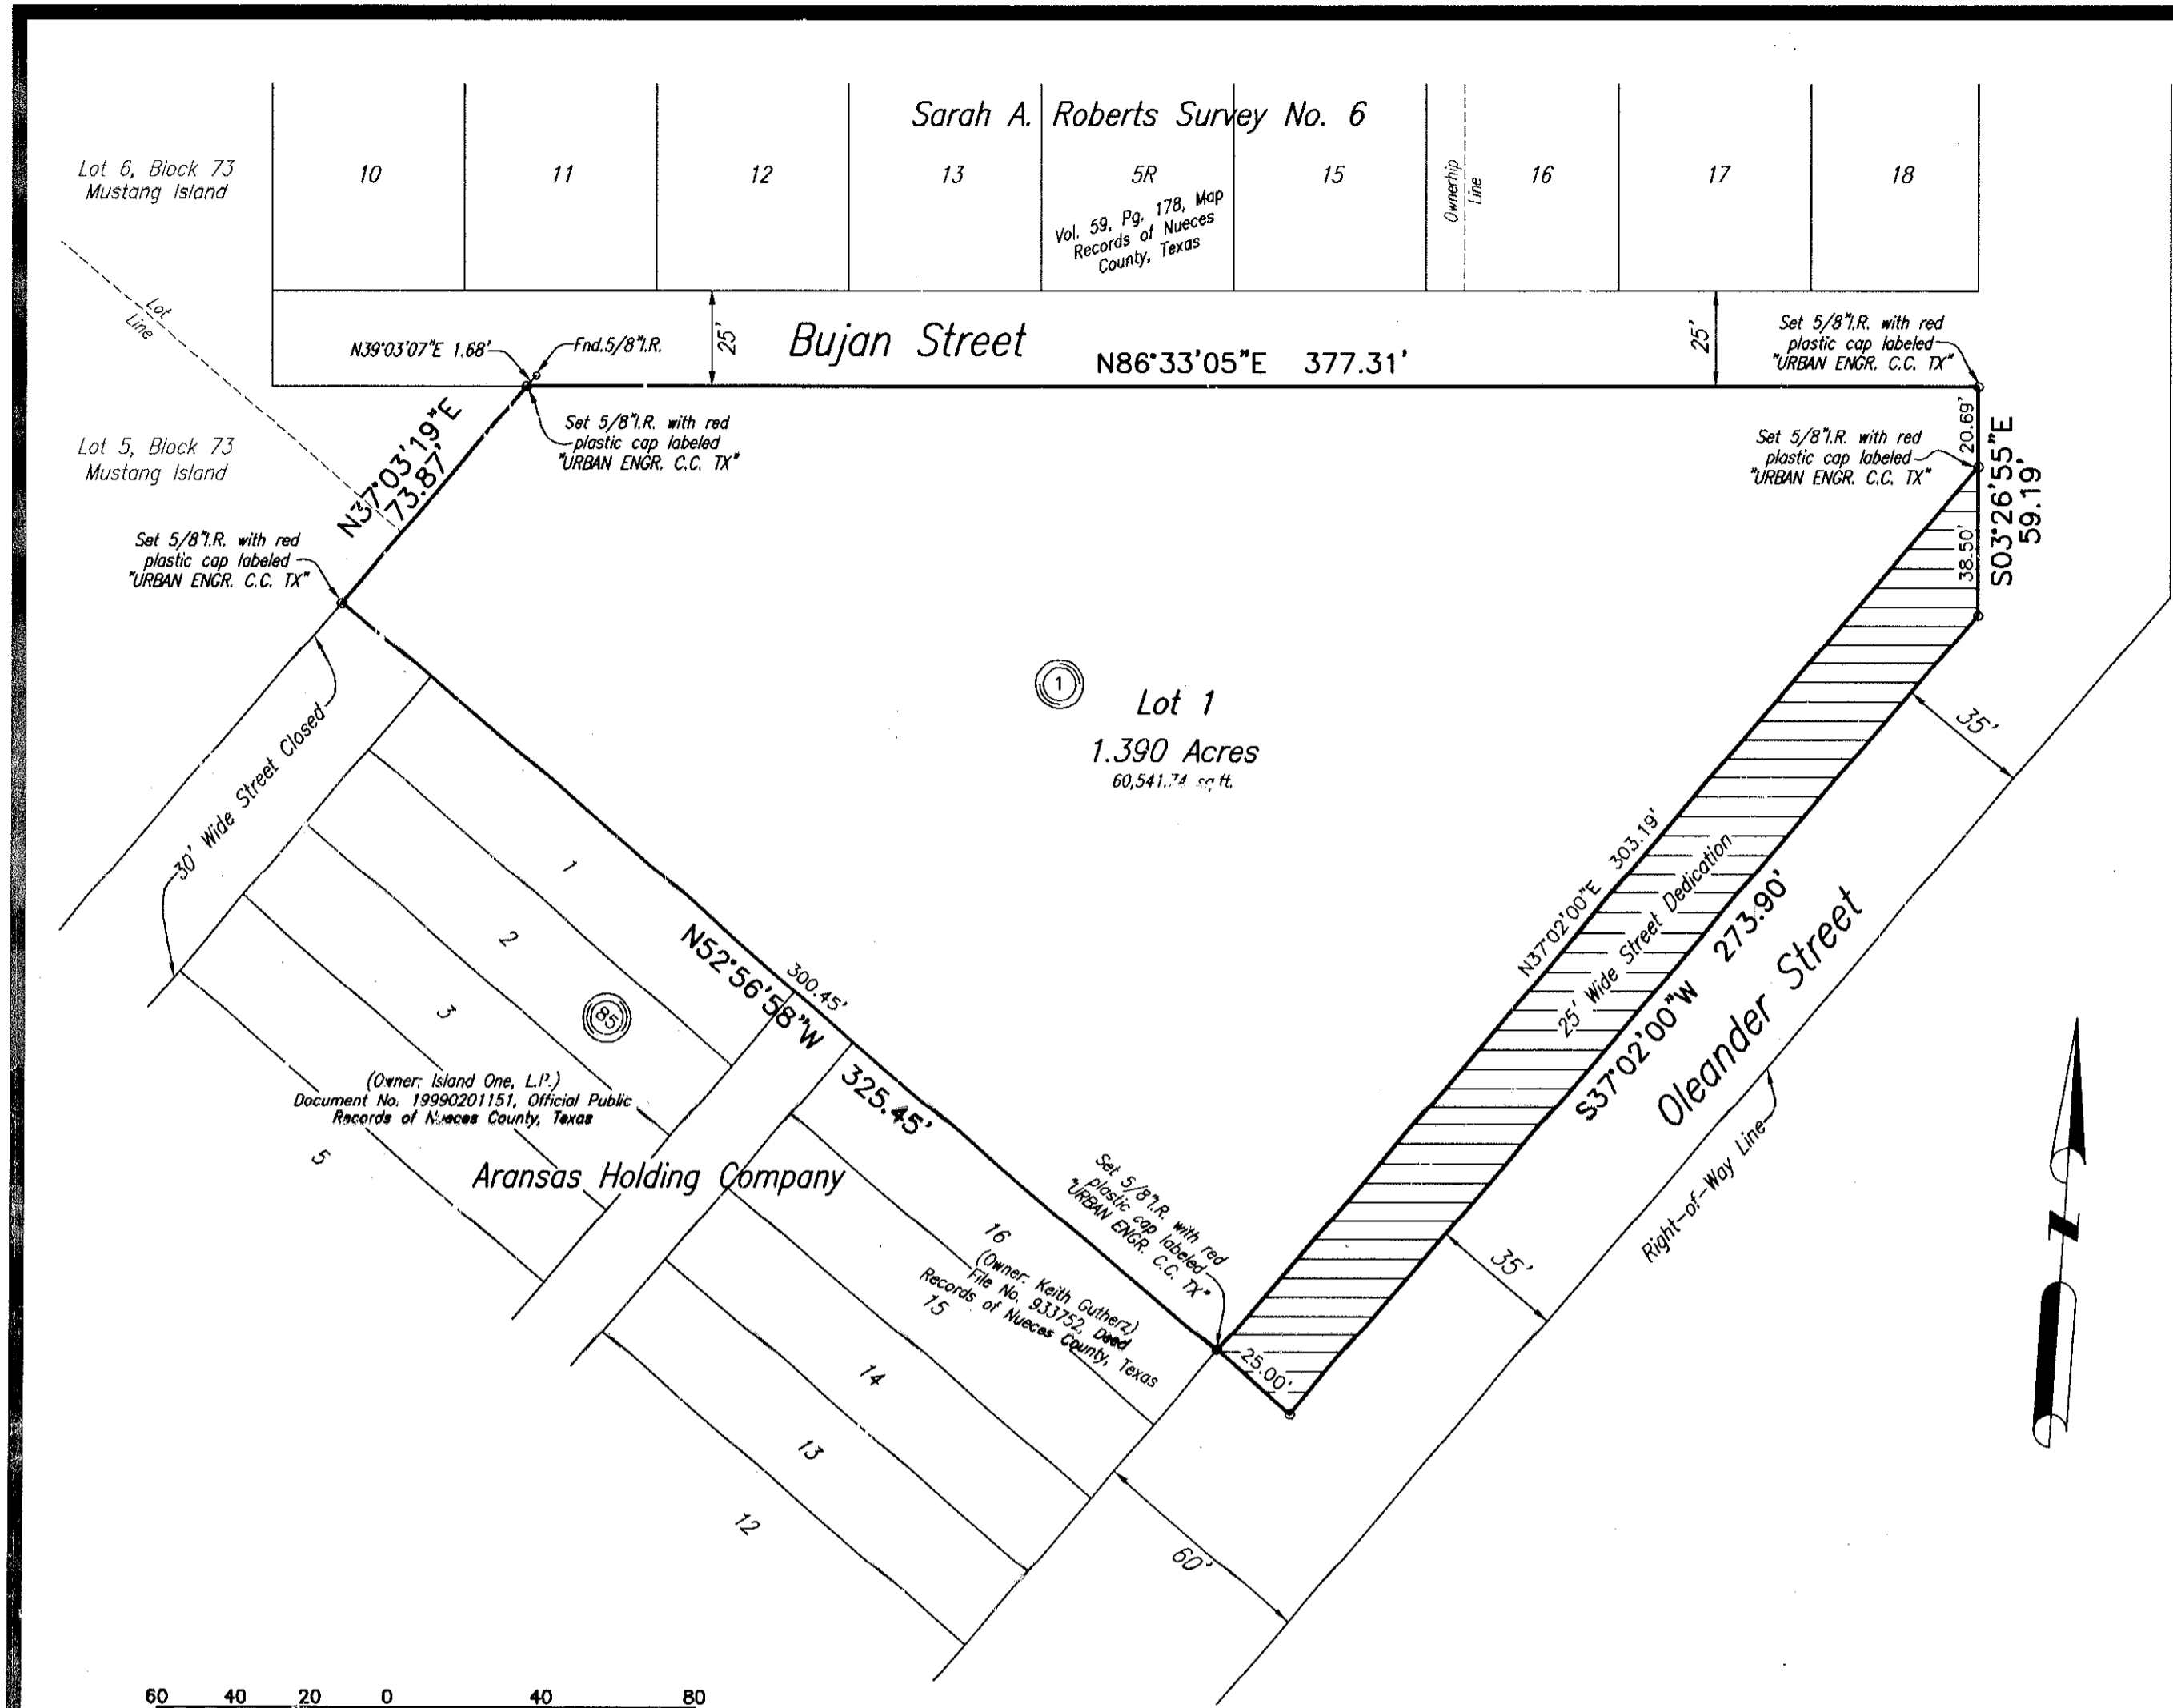 Sarah A. Roberts Survey No. 6
Lot 6, Block 73
Mustang Island
10
11
12
13
5R
Vol. 59, Pg. 178, Map
Records of Nueces
County, Texas
15
Ownerhip
Line
16
17
18
Lot
Line
N39°03'07"E 1.68'
Fnd.5/8"I.R.
25'
Bujan Street
N86°33'05"E 377.31'
25'
Set 5/8"I.R. with red
plastic cap labeled
"URBAN ENGR. C.C. TX"
Lot 5, Block 73
Mustang Island
N37°03'19"E
73.87'
Set 5/8"I.R. with red
plastic cap labeled
"URBAN ENGR. C.C. TX"
Set 5/8"I.R. with red
plastic cap labeled
"URBAN ENGR. C.C. TX"
20.69'
S03°26'55"E
59.19'
38.50'
Set 5/8"I.R. with red
plastic cap labeled
"URBAN ENGR. C.C. TX"
30' Wide Street Closed
1
Lot 1
1.390 Acres
60,541.74 sq.ft.
35'
N37°02'00"E 303.19'
25' Wide Street Dedication
S37°02'00"W 273.90'
Oleander Street
Right-of-Way Line
1
2
3
85
N52°56'58"W 325.45'
300.45'
(Owner: Island One, L.P.)
Document No. 19990201151, Official Public
Records of Nueces County, Texas
5
Aransas Holding Company
Set 5/8"I.R. with red
plastic cap labeled
"URBAN ENGR. C.C. TX"
16
(Owner: Keith Gutherz)
File No. 933752, Deed
Records of Nueces County, Texas
15
14
13
12
25.00'
35'
60'
N
60 40 20 0 40 80